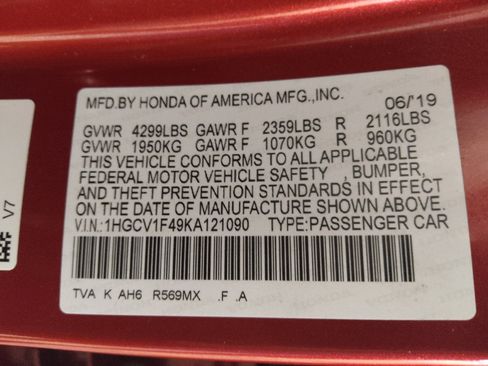 MFD.BY HONDA OF AMERICA MFG.,INC. 06/'19
GVWR 4299LBS GAWR F 2359LBS R 2116LBS
GVWR 1950KG GAWR F 1070KG R 960KG
THIS VEHICLE CONFORMS TO ALL APPLICABLE
FEDERAL MOTOR VEHICLE SAFETY , BUMPER,
AND THEFT PREVENTION STANDARDS IN EFFECT
ON THE DATE OF MANUFACTURE SHOWN ABOVE.
V.I.N.:1HGCV1F49KA121090 TYPE:PASSENGER CAR
TVA K AH6 R569MX .F .A
V7